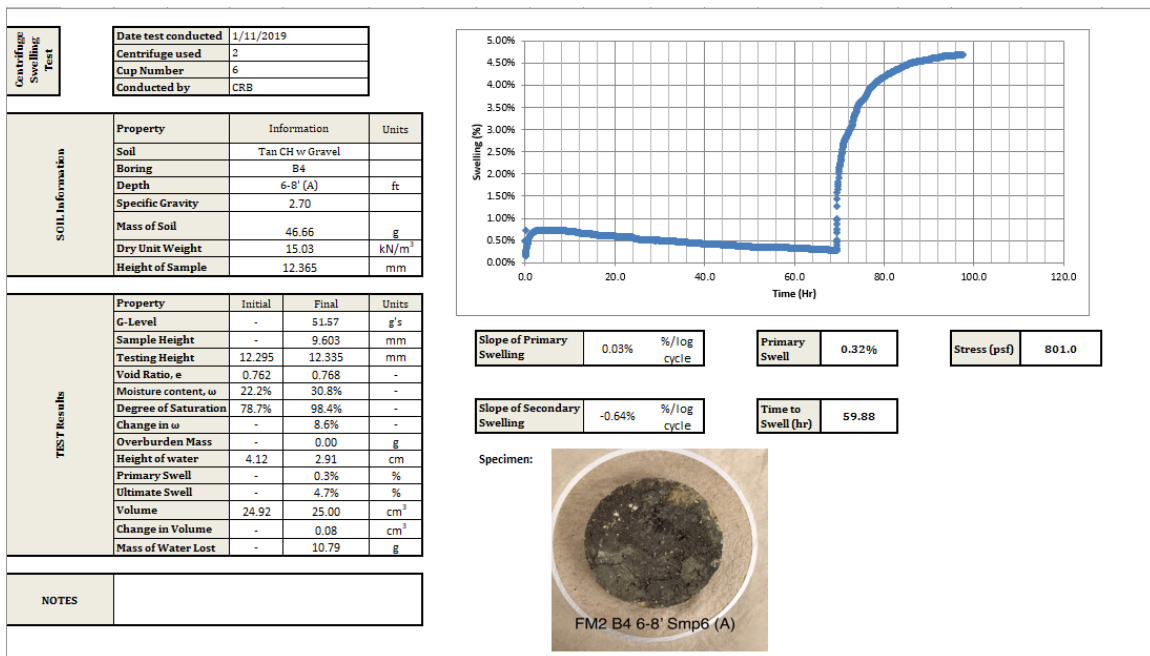 Centrifuge
Swelling
Test
Date test conducted 1/11/2019
Centrifuge used 2
Cup Number 6
Conducted by CRB
SOIL Information
Property Information Units
Soil Tan CH w Gravel
Boring B4
Depth 6-8' (A) ft
Specific Gravity 2.70
Mass of Soil 46.66 g
Dry Unit Weight 15.03 kN/m³
Height of Sample 12.365 mm
TEST Results
Property Initial Final Units
G-Level - 51.57 g's
Sample Height - 9.603 mm
Testing Height 12.295 12.335 mm
Void Ratio, e 0.762 0.768 -
Moisture content, ω 22.2% 30.8% -
Degree of Saturation 78.7% 98.4% -
Change in ω - 8.6% -
Overburden Mass - 0.00 g
Height of water 4.12 2.91 cm
Primary Swell - 0.3% %
Ultimate Swell - 4.7% %
Volume 24.92 25.00 cm³
Change in Volume - 0.08 cm³
Mass of Water Lost - 10.79 g
NOTES
Swelling (%)
5.00%
4.50%
4.00%
3.50%
3.00%
2.50%
2.00%
1.50%
1.00%
0.50%
0.00%
0.0 20.0 40.0 60.0 80.0 100.0 120.0
Time (Hr)
Slope of Primary
Swelling
0.03%
%/log
cycle
Primary
Swell
0.32%
Stress (psf) 801.0
Slope of Secondary
Swelling
-0.64%
%/log
cycle
Time to
Swell (hr)
59.88
Specimen:
FM2 B4 6-8' Smp6 (A)